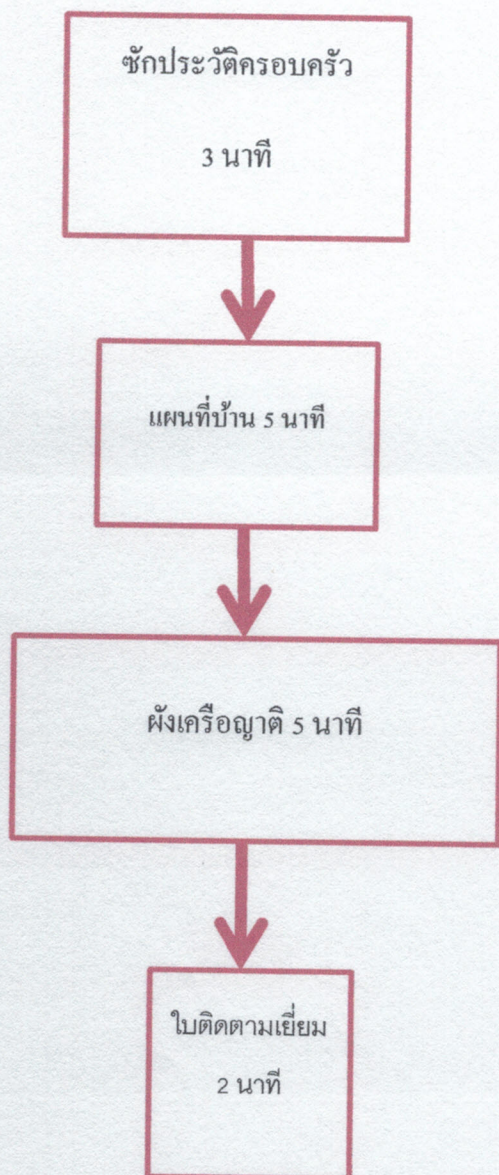 ซักประวัติครอบครัว
3 นาที
แผนที่บ้าน 5 นาที
ผังเครือญาติ 5 นาที
ใบติดตามเยี่ยม
2 นาที